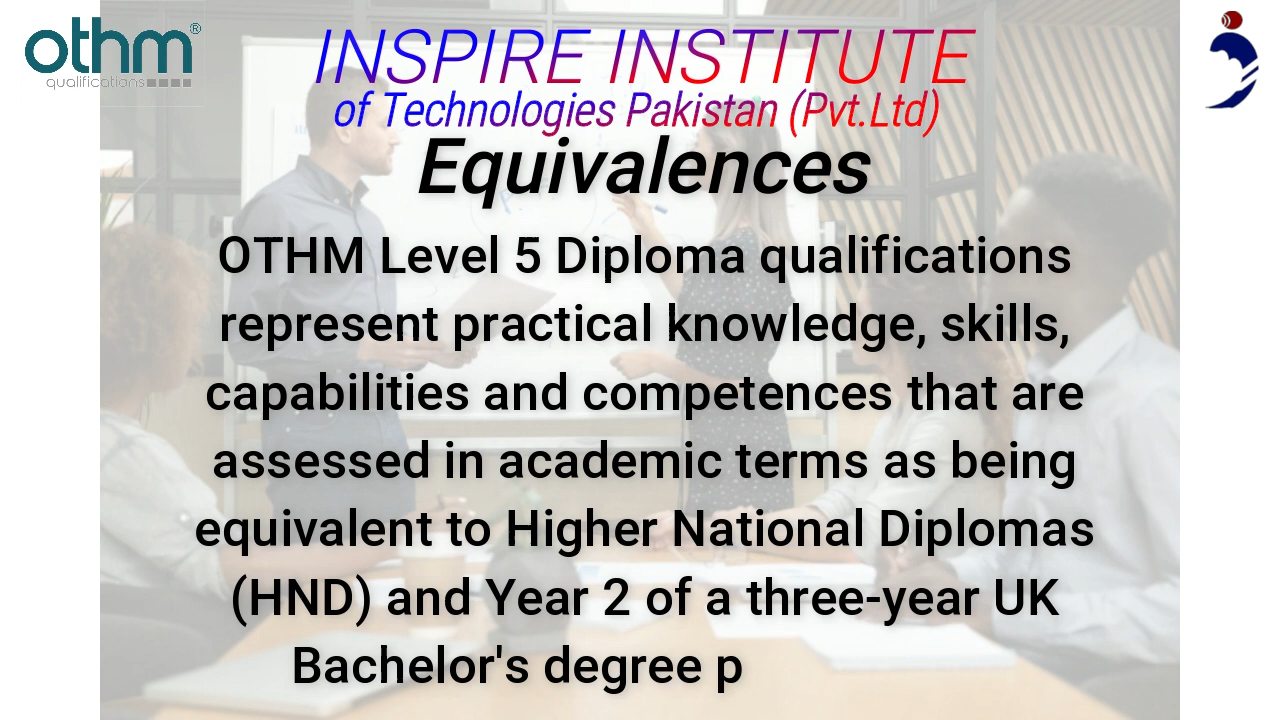 othm®
qualifications
INSPIRE INSTITUTE
of Technologies Pakistan (Pvt.Ltd)
Equivalences
OTHM Level 5 Diploma qualifications
represent practical knowledge, skills,
capabilities and competences that are
assessed in academic terms as being
equivalent to Higher National Diplomas
(HND) and Year 2 of a three-year UK
Bachelor's degree p